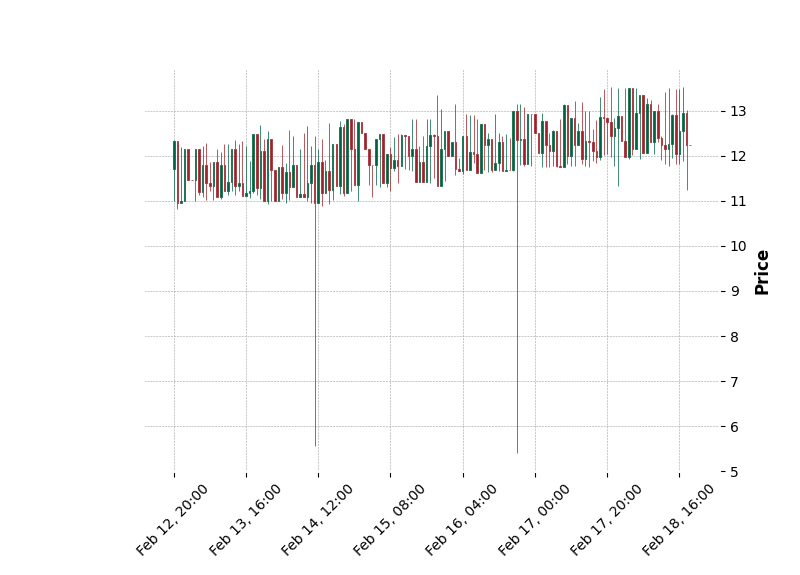 13
12
11
10
9
8
7
6
5
Price
Feb 12, 20:00
Feb 13, 16:00
Feb 14, 12:00
Feb 15, 08:00
Feb 16, 04:00
Feb 17, 00:00
Feb 17, 20:00
Feb 18, 16:00